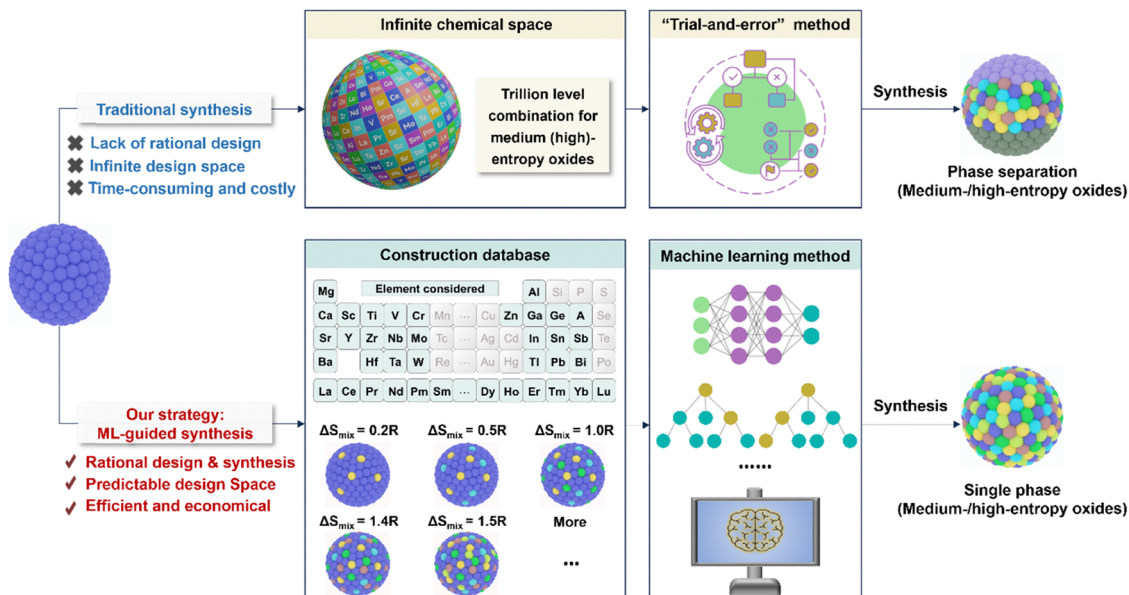 Infinite chemical space
"Trial-and-error" method
Traditional synthesis
Lack of rational design
Infinite design space
Time-consuming and costly
Trillion level
combination for
medium (high)-
entropy oxides
Synthesis
Phase separation
(Medium-/high-entropy oxides)
Construction database
Machine learning method
Element considered
Mg Al Si P S
Ca Sc Ti V Cr Mn ... Cu Zn Ga Ge A Se
Sr Y Zr Nb Mo Tc ... Ag Cd In Sn Sb Te
Ba Hf Ta W Re ... Au Hg Tl Pb Bi Po
La Ce Pr Nd Pm Sm ... Dy Ho Er Tm Yb Lu
Our strategy:
ML-guided synthesis
Rational design & synthesis
Predictable design Space
Efficient and economical
ΔSmix = 0.2R ΔSmix = 0.5R ΔSmix = 1.0R
ΔSmix = 1.4R ΔSmix = 1.5R More
...
......
Synthesis
Single phase
(Medium-/high-entropy oxides)